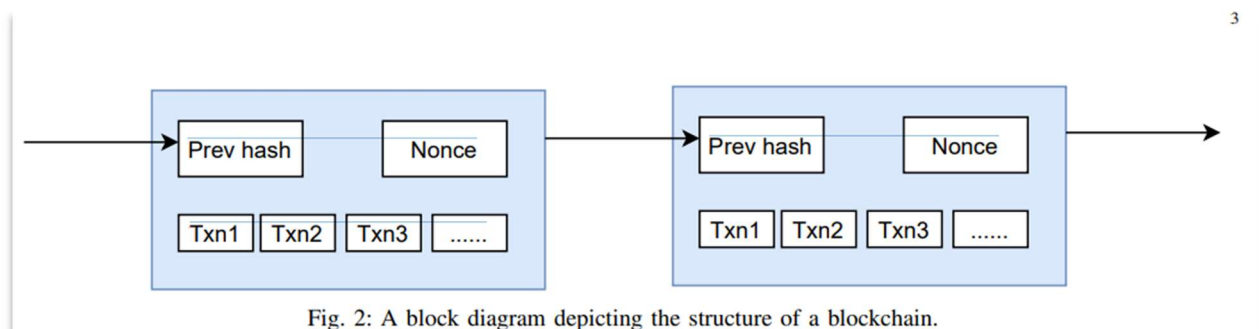 3
Prev hash Nonce Prev hash Nonce
Txn1 Txn2 Txn3 ...... Txn1 Txn2 Txn3 ......
Fig. 2: A block diagram depicting the structure of a blockchain.